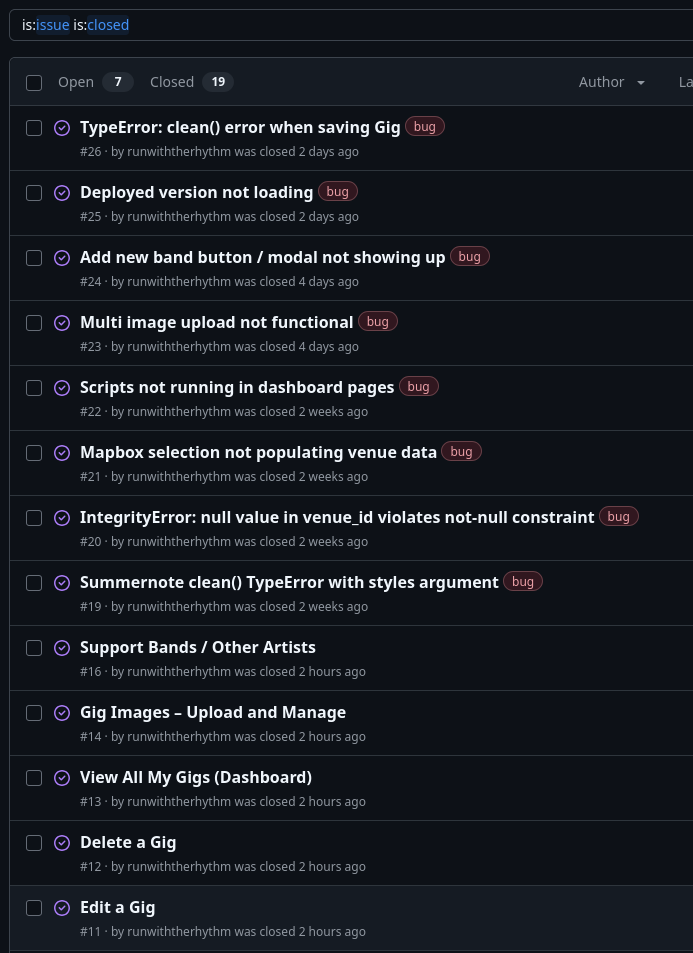 is:issue is:closed
Open 7 Closed 19 Author La
TypeError: clean() error when saving Gig bug
#26 · by runwiththerhythm was closed 2 days ago
Deployed version not loading bug
#25 · by runwiththerhythm was closed 2 days ago
Add new band button / modal not showing up bug
#24 · by runwiththerhythm was closed 4 days ago
Multi image upload not functional bug
#23 · by runwiththerhythm was closed 4 days ago
Scripts not running in dashboard pages bug
#22 · by runwiththerhythm was closed 2 weeks ago
Mapbox selection not populating venue data bug
#21 · by runwiththerhythm was closed 2 weeks ago
IntegrityError: null value in venue_id violates not-null constraint bug
#20 · by runwiththerhythm was closed 2 weeks ago
Summernote clean() TypeError with styles argument bug
#19 · by runwiththerhythm was closed 2 weeks ago
Support Bands / Other Artists
#16 · by runwiththerhythm was closed 2 hours ago
Gig Images – Upload and Manage
#14 · by runwiththerhythm was closed 2 hours ago
View All My Gigs (Dashboard)
#13 · by runwiththerhythm was closed 2 hours ago
Delete a Gig
#12 · by runwiththerhythm was closed 2 hours ago
Edit a Gig
#11 · by runwiththerhythm was closed 2 hours ago